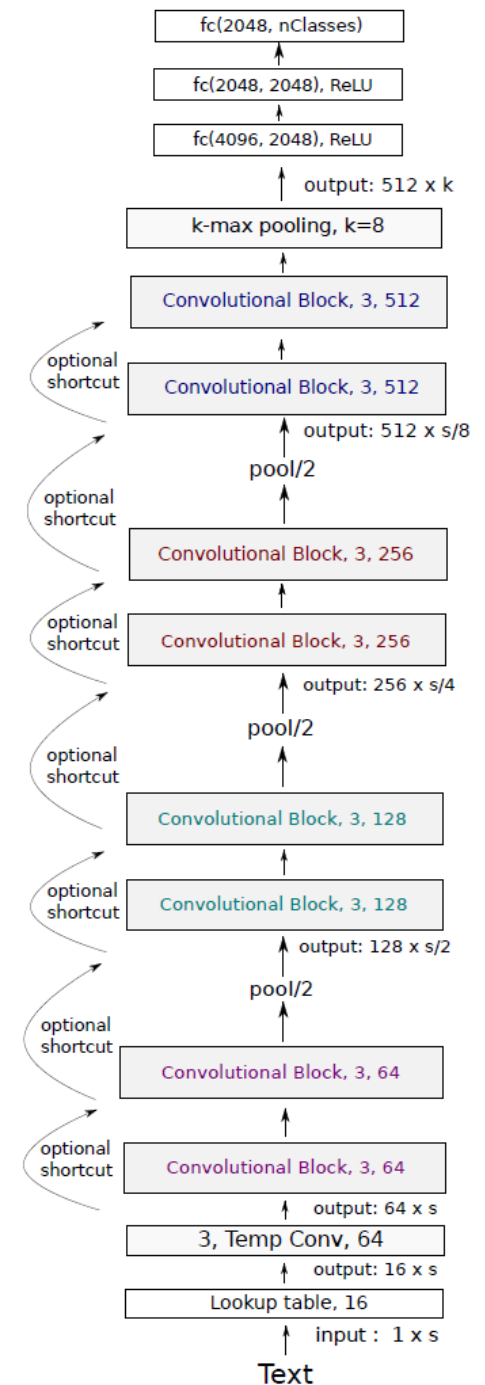 fc(2048, nClasses)
fc(2048, 2048), ReLU
fc(4096, 2048), ReLU
output: 512 x k
k-max pooling, k=8
Convolutional Block, 3, 512
optional
shortcut
Convolutional Block, 3, 512
output: 512 x s/8
pool/2
optional
shortcut
Convolutional Block, 3, 256
optional
shortcut
Convolutional Block, 3, 256
output: 256 x s/4
pool/2
optional
shortcut
Convolutional Block, 3, 128
optional
shortcut
Convolutional Block, 3, 128
output: 128 x s/2
pool/2
optional
shortcut
Convolutional Block, 3, 64
optional
shortcut
Convolutional Block, 3, 64
output: 64 x s
3, Temp Conv, 64
output: 16 x s
Lookup table, 16
input : 1 x s
Text